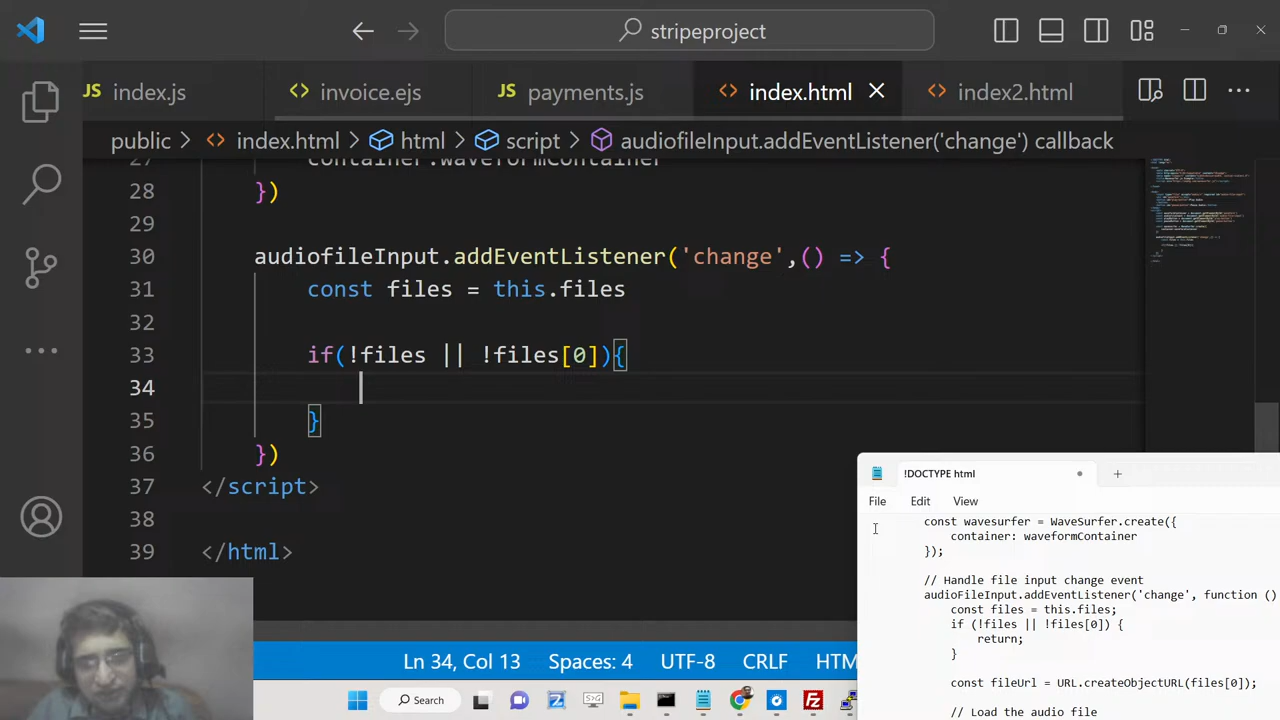 stripeproject
JS index.js
<> invoice.ejs
JS payments.js
<> index.html
<> index2.html
public > <> index.html > html > script > audiofileInput.addEventListener('change') callback
28 })
29
30 audiofileInput.addEventListener('change',() => {
31 const files = this.files
32
33 if(!files || !files[0]){
34
35 }
36 })
37 </script>
38
39 </html>
!DOCTYPE html
File Edit View
const wavesurfer = WaveSurfer.create({
container: waveformContainer
});
// Handle file input change event
audioFileInput.addEventListener('change', function ()
const files = this.files;
if (!files || !files[0]) {
return;
}
const fileUrl = URL.createObjectURL(files[0]);
// Load the audio file
Ln 34, Col 13 Spaces: 4 UTF-8 CRLF HTM
Search